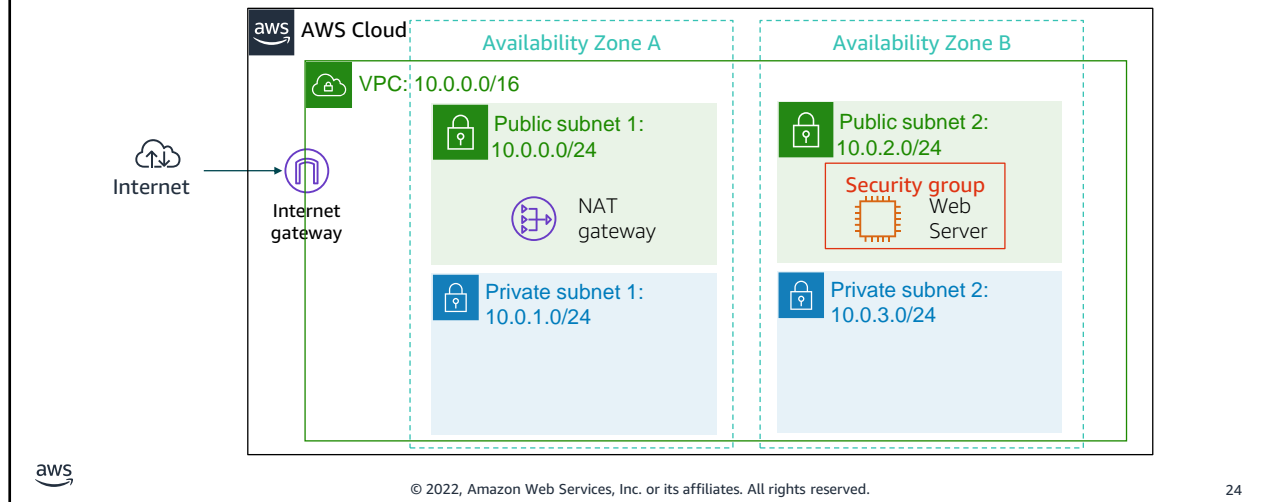 aws
AWS Cloud
Availability Zone A
Availability Zone B
VPC: 10.0.0.0/16
Public subnet 1:
10.0.0.0/24
Public subnet 2:
10.0.2.0/24
Internet
Internet
gateway
NAT
gateway
Security group
Web
Server
Private subnet 1:
10.0.1.0/24
Private subnet 2:
10.0.3.0/24
aws
© 2022, Amazon Web Services, Inc. or its affiliates. All rights reserved.
24